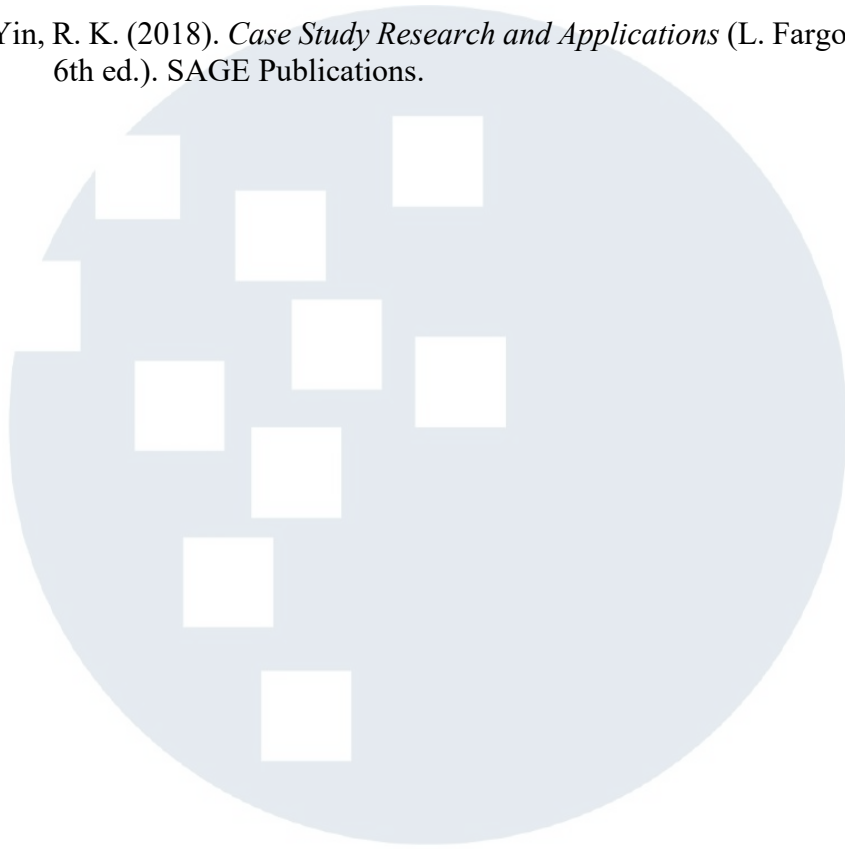 Yin, R. K. (2018). Case Study Research and Applications (L. Fargo
6th ed.). SAGE Publications.